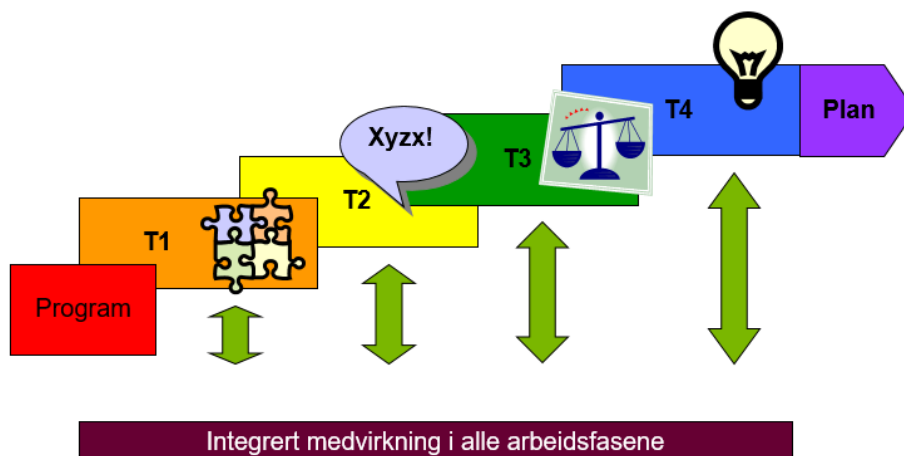 Program
T1
T2
Xyzx!
T3
T4
Plan
Integrert medvirkning i alle arbeidsfasene